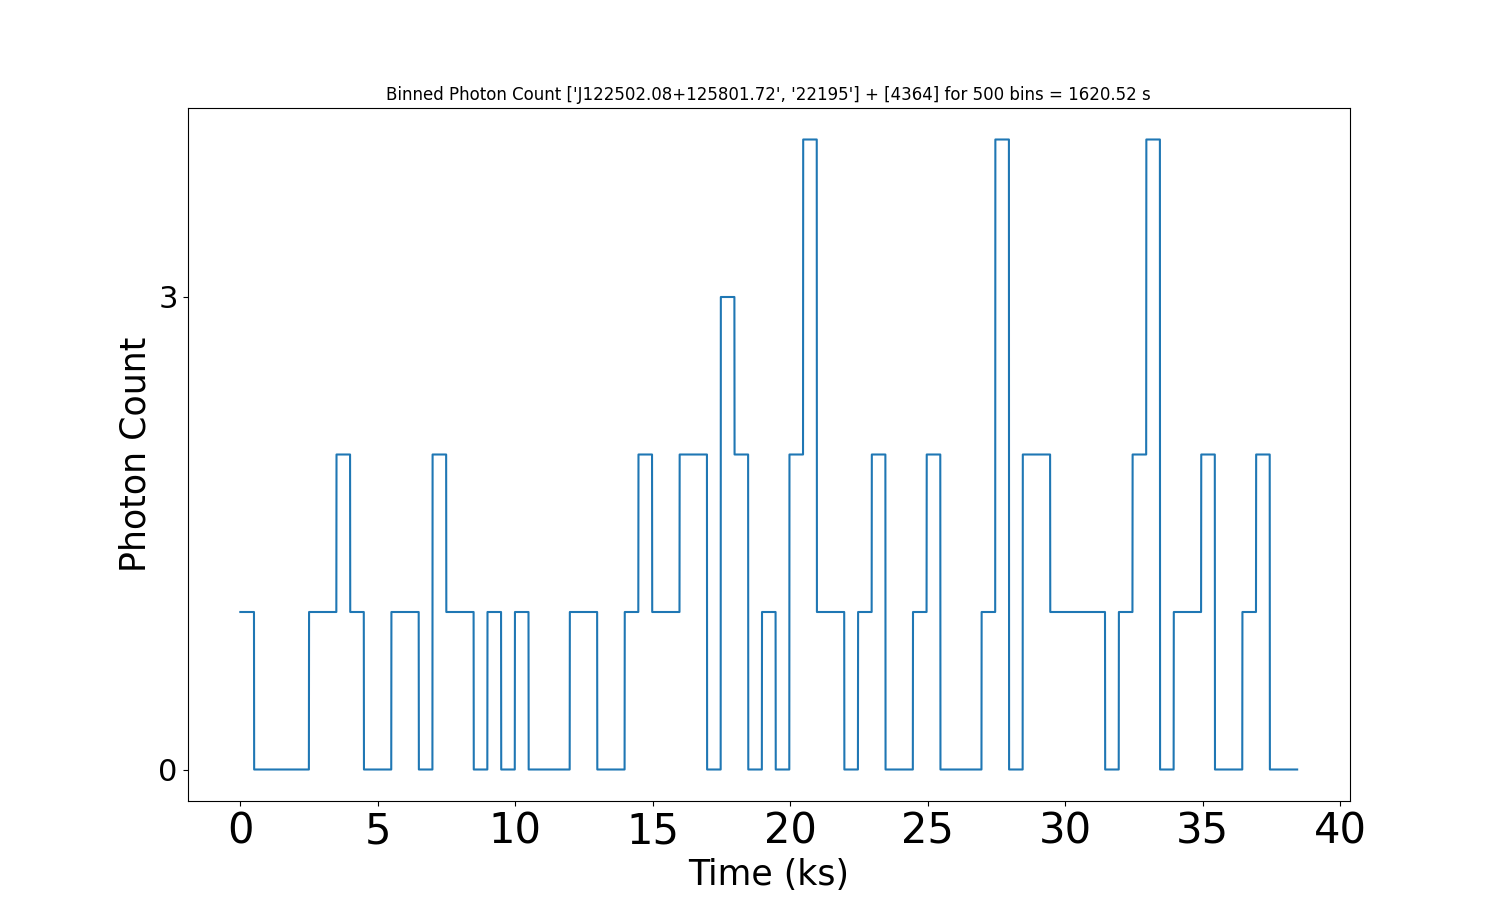 Binned Photon Count ['J122502.08+125801.72', '22195'] + [4364] for 500 bins = 1620.52 s
Photon Count
3
0
0 5 10 15 20 25 30 35 40
Time (ks)